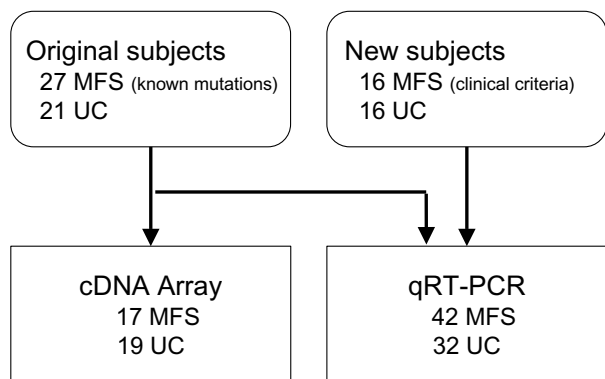 Original subjects
27 MFS (known mutations)
21 UC
New subjects
16 MFS (clinical criteria)
16 UC
cDNA Array
17 MFS
19 UC
qRT-PCR
42 MFS
32 UC